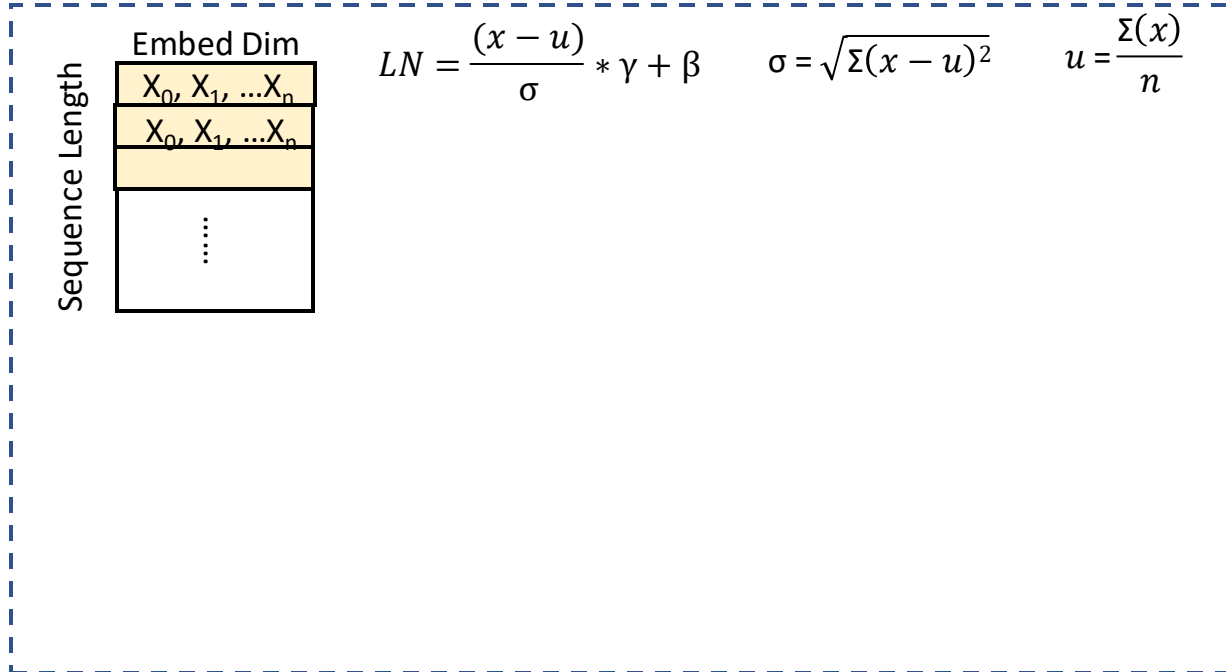 Embed Dim
Sequence Length
X₀, X₁, ...Xₙ
X₀, X₁, ...Xₙ
......
LN = (x − u) / σ * γ + β
σ = √Σ(x − u)²
u = Σ(x) / n